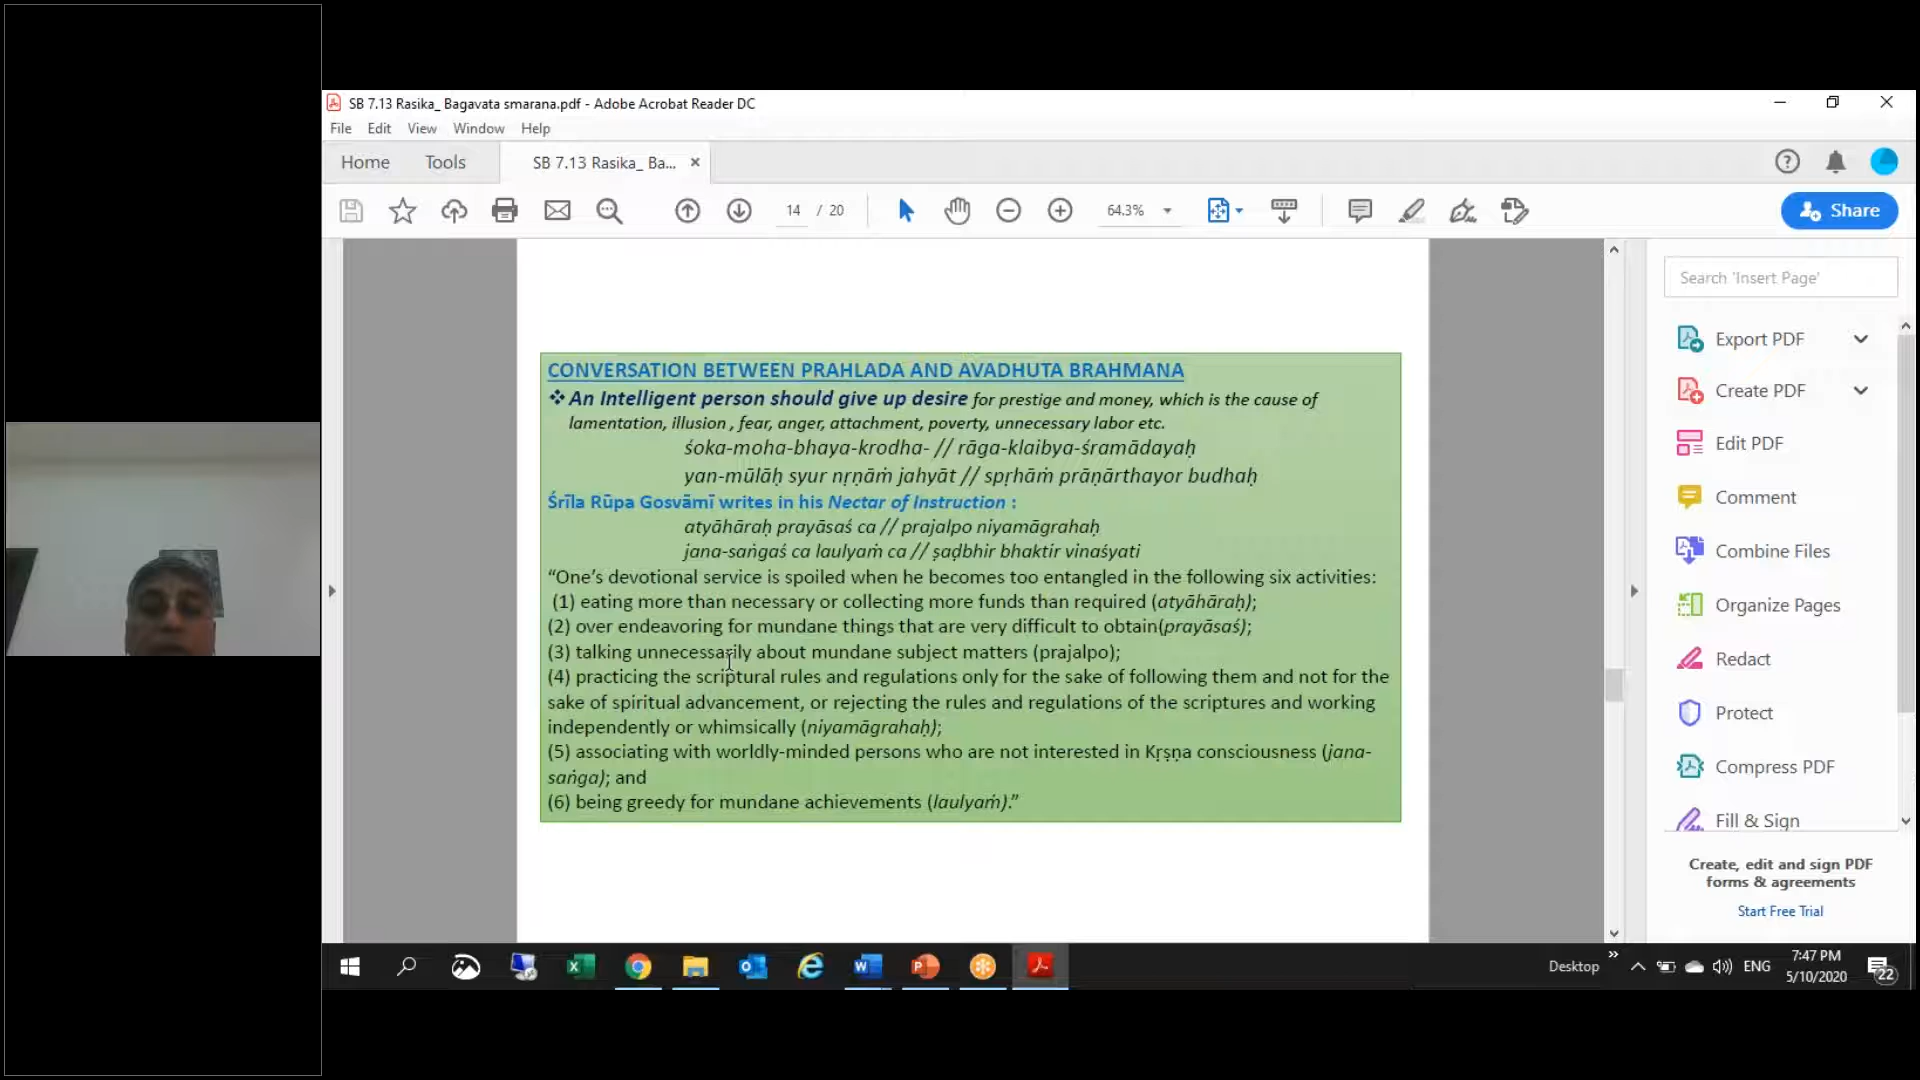 SB 7.13 Rasika_ Bagavata smarana.pdf - Adobe Acrobat Reader DC
File Edit View Window Help
Home Tools SB 7.13 Rasika_ Ba...
14 / 20 64.3% Share
Search 'Insert Page'
Export PDF
Create PDF
Edit PDF
Comment
Combine Files
Organize Pages
Redact
Protect
Compress PDF
Fill & Sign
Create, edit and sign PDF
forms & agreements
Start Free Trial
CONVERSATION BETWEEN PRAHLADA AND AVADHUTA BRAHMANA
❖An Intelligent person should give up desire for prestige and money, which is the cause of
lamentation, illusion , fear, anger, attachment, poverty, unnecessary labor etc.
śoka-moha-bhaya-krodha- // rāga-klaibya-śramādayaḥ
yan-mūlāḥ syur nṛṇāṁ jahyāt // spṛhāṁ prāṇārthayor budhaḥ
Śrīla Rūpa Gosvāmī writes in his Nectar of Instruction :
atyāhāraḥ prayāsaś ca // prajalpo niyamāgrahaḥ
jana-saṅgaś ca laulyaṁ ca // ṣaḍbhir bhaktir vinaśyati
“One’s devotional service is spoiled when he becomes too entangled in the following six activities:
(1) eating more than necessary or collecting more funds than required (atyāhāraḥ);
(2) over endeavoring for mundane things that are very difficult to obtain(prayāsaś);
(3) talking unnecessarily about mundane subject matters (prajalpo);
(4) practicing the scriptural rules and regulations only for the sake of following them and not for the
sake of spiritual advancement, or rejecting the rules and regulations of the scriptures and working
independently or whimsically (niyamāgrahaḥ);
(5) associating with worldly-minded persons who are not interested in Kṛṣṇa consciousness (jana-
saṅga); and
(6) being greedy for mundane achievements (laulyaṁ).”
Desktop ENG 7:47 PM
5/10/2020 22